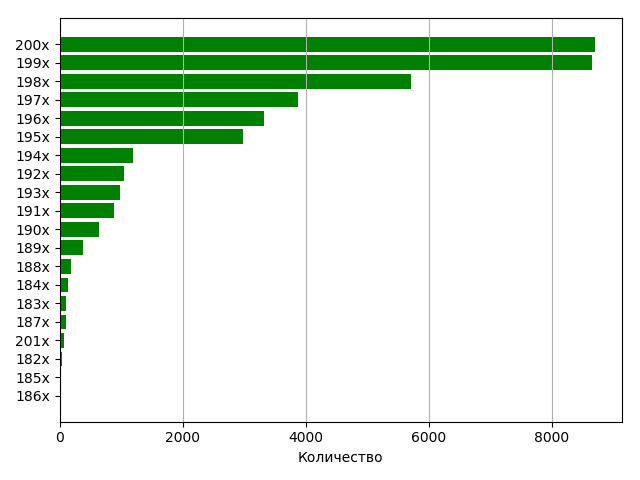 200x
199x
198x
197x
196x
195x
194x
192x
193x
191x
190x
189x
188x
184x
183x
187x
201x
182x
185x
186x
0 2000 4000 6000 8000
Количество